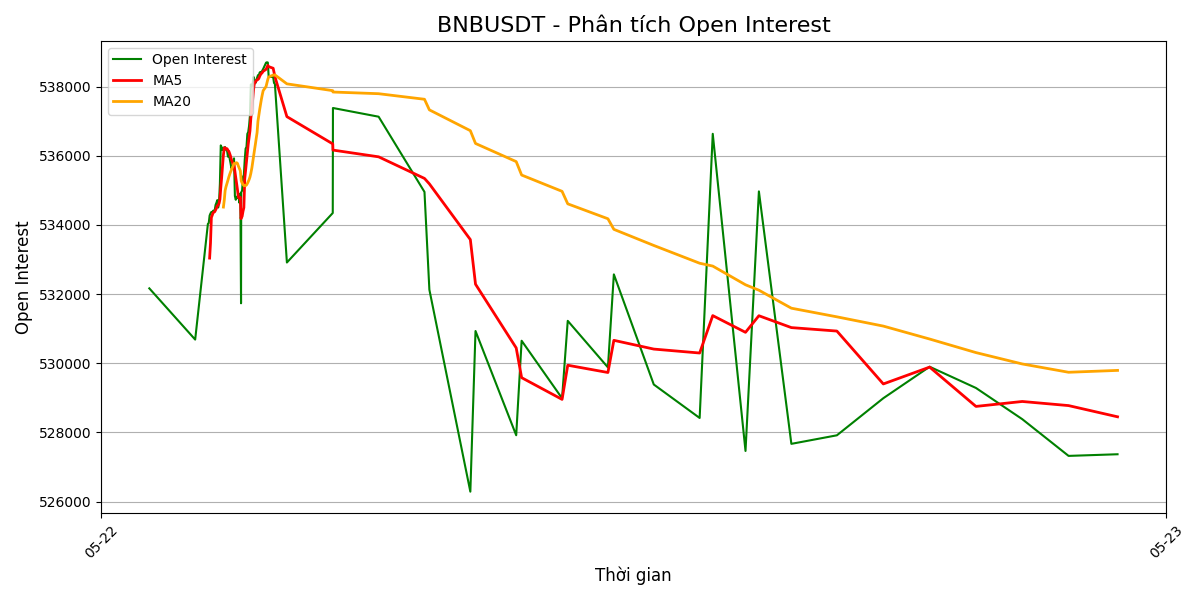 BNBUSDT - Phân tích Open Interest
Open Interest
MA5
MA20
538000
536000
534000
532000
530000
528000
526000
Open Interest
05-22
05-23
Thời gian